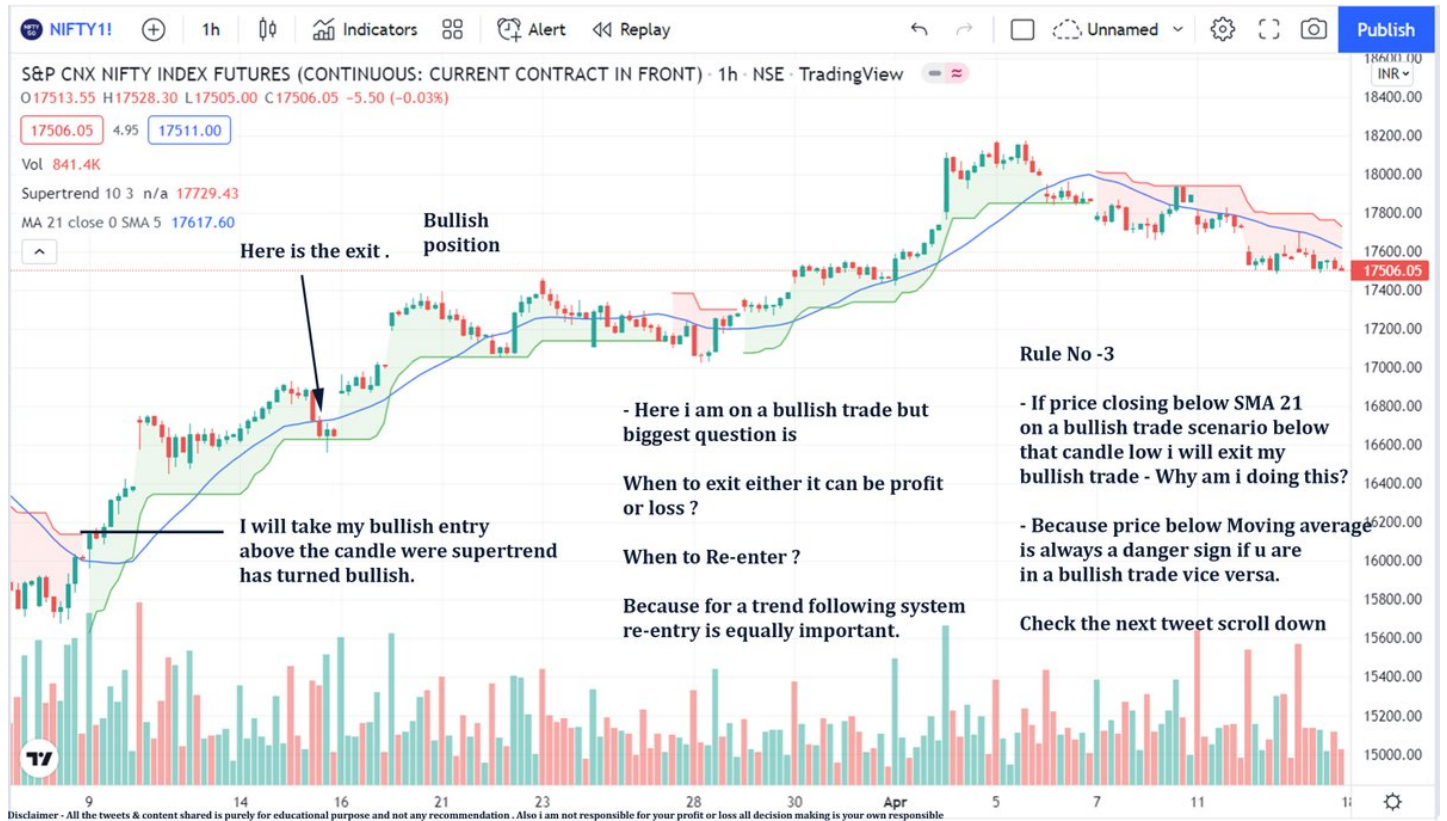 NIFTY1!
1h
Indicators
Alert
Replay
Unnamed
Publish
S&P CNX NIFTY INDEX FUTURES (CONTINUOUS: CURRENT CONTRACT IN FRONT) · 1h · NSE · TradingView
O17513.55 H17528.30 L17505.00 C17506.05 −5.50 (−0.03%)
17506.05 4.95 17511.00
Vol 841.4K
Supertrend 10 3 n/a 17729.43
MA 21 close 0 SMA 5 17617.60
Here is the exit .
Bullish
position
I will take my bullish entry
above the candle were supertrend
has turned bullish.
- Here i am on a bullish trade but
biggest question is
When to exit either it can be profit
or loss ?
When to Re-enter ?
Because for a trend following system
re-entry is equally important.
Rule No -3
- If price closing below SMA 21
on a bullish trade scenario below
that candle low i will exit my
bullish trade - Why am i doing this?
- Because price below Moving average
is always a danger sign if u are
in a bullish trade vice versa.
Check the next tweet scroll down
18600.00
INR
18400.00
18200.00
18000.00
17800.00
17600.00
17506.05
17400.00
17200.00
17000.00
16800.00
16600.00
16400.00
16200.00
16000.00
15800.00
15600.00
15400.00
15200.00
15000.00
9 14 16 21 23 28 30 Apr 5 7 11
Disclaimer - All the tweets & content shared is purely for educational purpose and not any recommendation . Also i am not responsible for your profit or loss all decision making is your own responsible